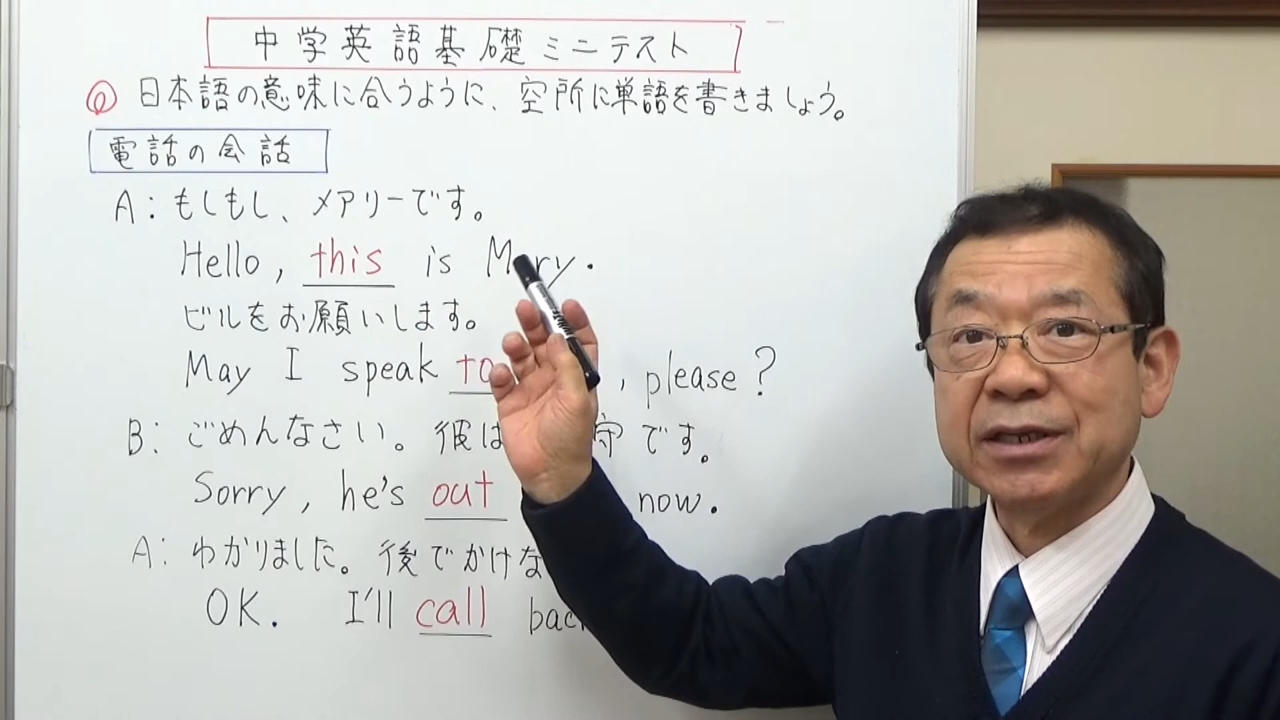 中学英語基礎ミニテスト
Q 日本語の意味に合うように、空所に単語を書きましょう。
電話の会話
A: もしもし、メアリーです。
Hello, this is Mary.
ビルをお願いします。
May I speak to , please?
B: ごめんなさい。彼は 守です。
Sorry, he's out now.
A: わかりました。後でかけな
OK. I'll call back